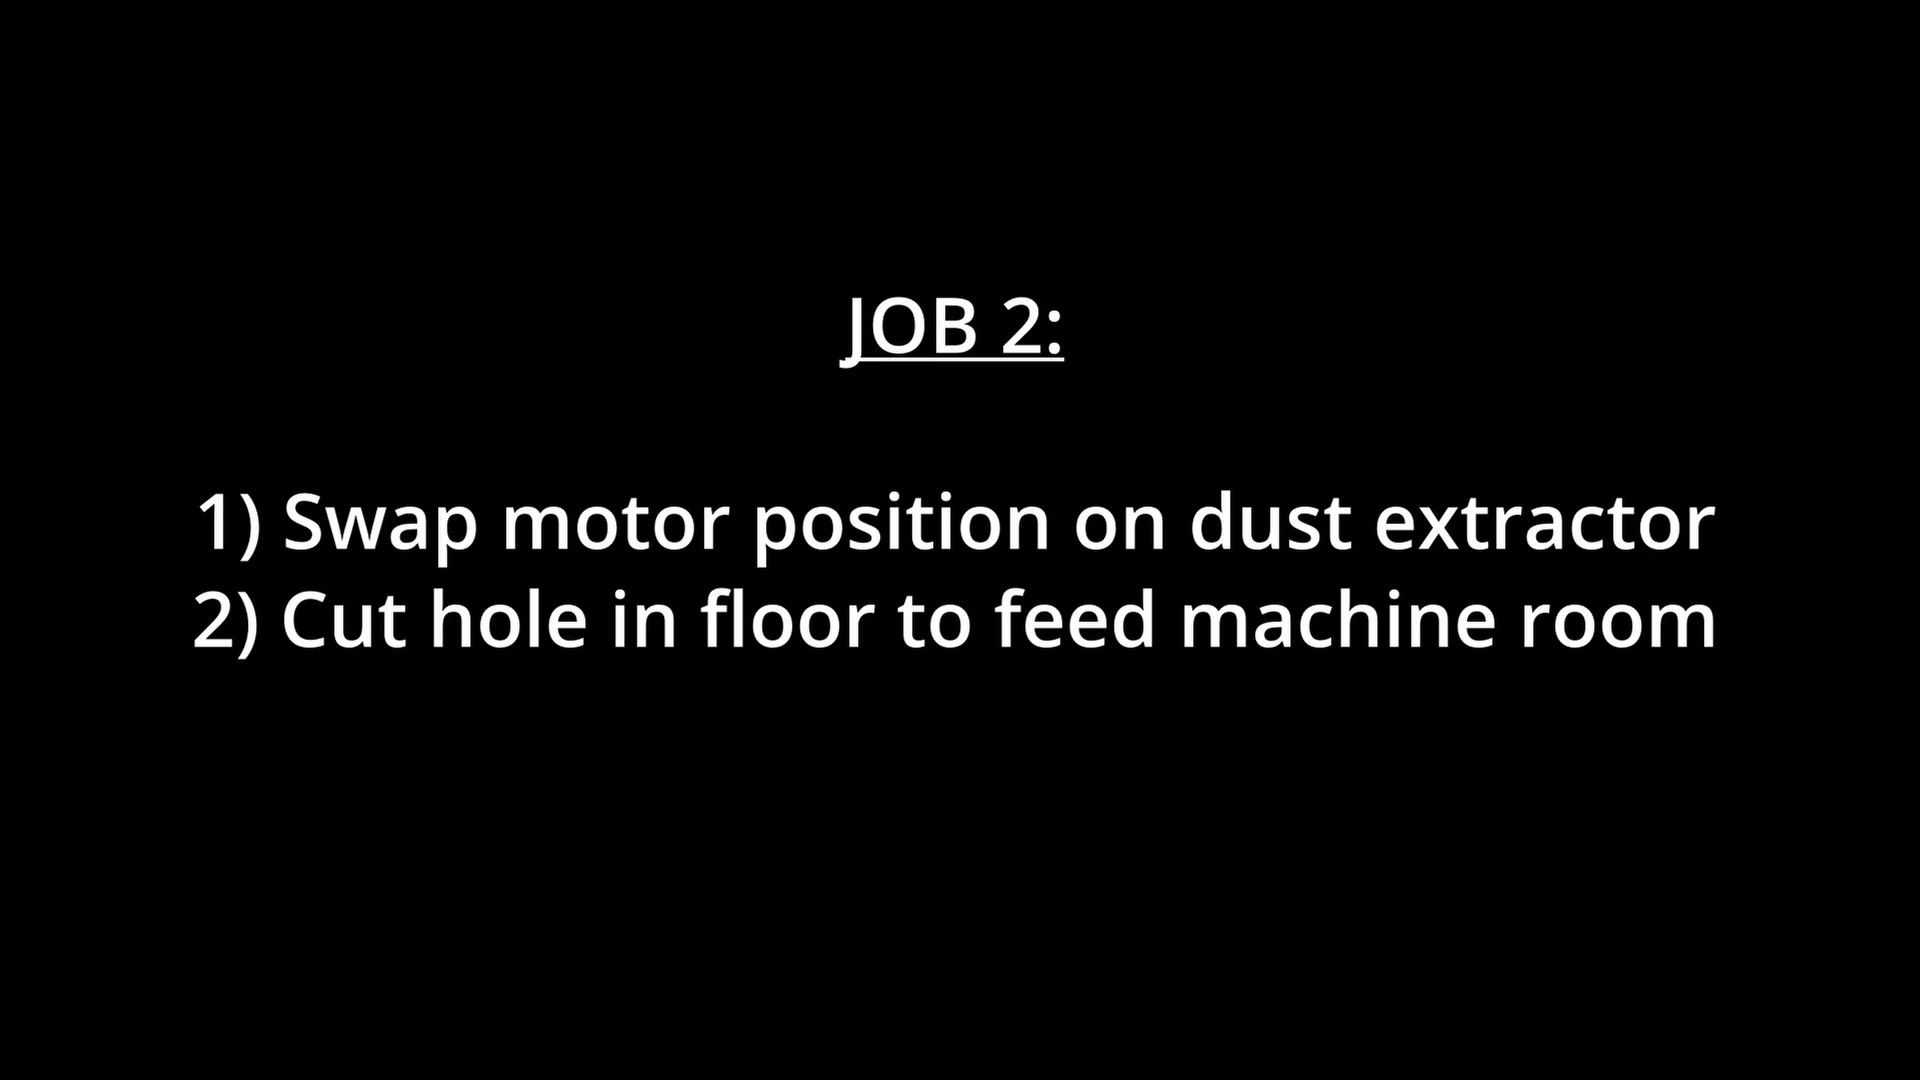 JOB 2:
1) Swap motor position on dust extractor
2) Cut hole in floor to feed machine room